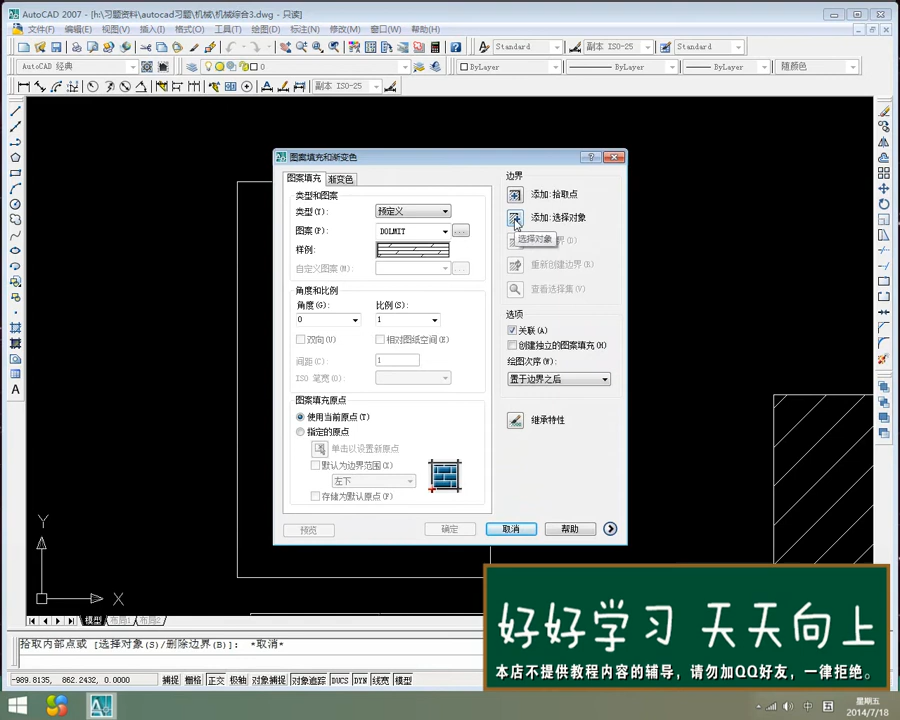 AutoCAD 2007 - [h:\习题资料\autocad习题\机械\机械综合3.dwg - 只读]
文件(F) 编辑(E) 视图(V) 插入(I) 格式(O) 工具(T) 绘图(D) 标注(N) 修改(M) 窗口(W) 帮助(H)
Standard 副本 ISO-25 Standard
AutoCAD 经典 0 ByLayer ByLayer ByLayer 随颜色
副本 ISO-25
图案填充和渐变色
图案填充 渐变色
类型和图案
类型(Y): 预定义
图案(P): DOLMIT
样例:
自定义图案(M):
角度和比例
角度(G): 比例(S):
0 1
双向(U) 相对图纸空间(E)
间距(C): 1
ISO 笔宽(O):
图案填充原点
使用当前原点(T)
指定的原点
单击以设置新原点
默认为边界范围(X)
左下
存储为默认原点(F)
边界
添加:拾取点
添加:选择对象
选择对象
界(D)
重新创建边界(R)
查看选择集(V)
选项
关联(A)
创建独立的图案填充(H)
绘图次序(W):
置于边界之后
继承特性
预览 确定 取消 帮助
Y
X
模型 布局1 布局2
拾取内部点或 [选择对象(S)/删除边界(B)]: *取消*
-989.8135, 862.2432, 0.0000 捕捉 栅格 正交 极轴 对象捕捉 对象追踪 DUCS DYN 线宽 模型
好好学习 天天向上
本店不提供教程内容的辅导，请勿加QQ好友，一律拒绝。
中
星期五
2014/7/18